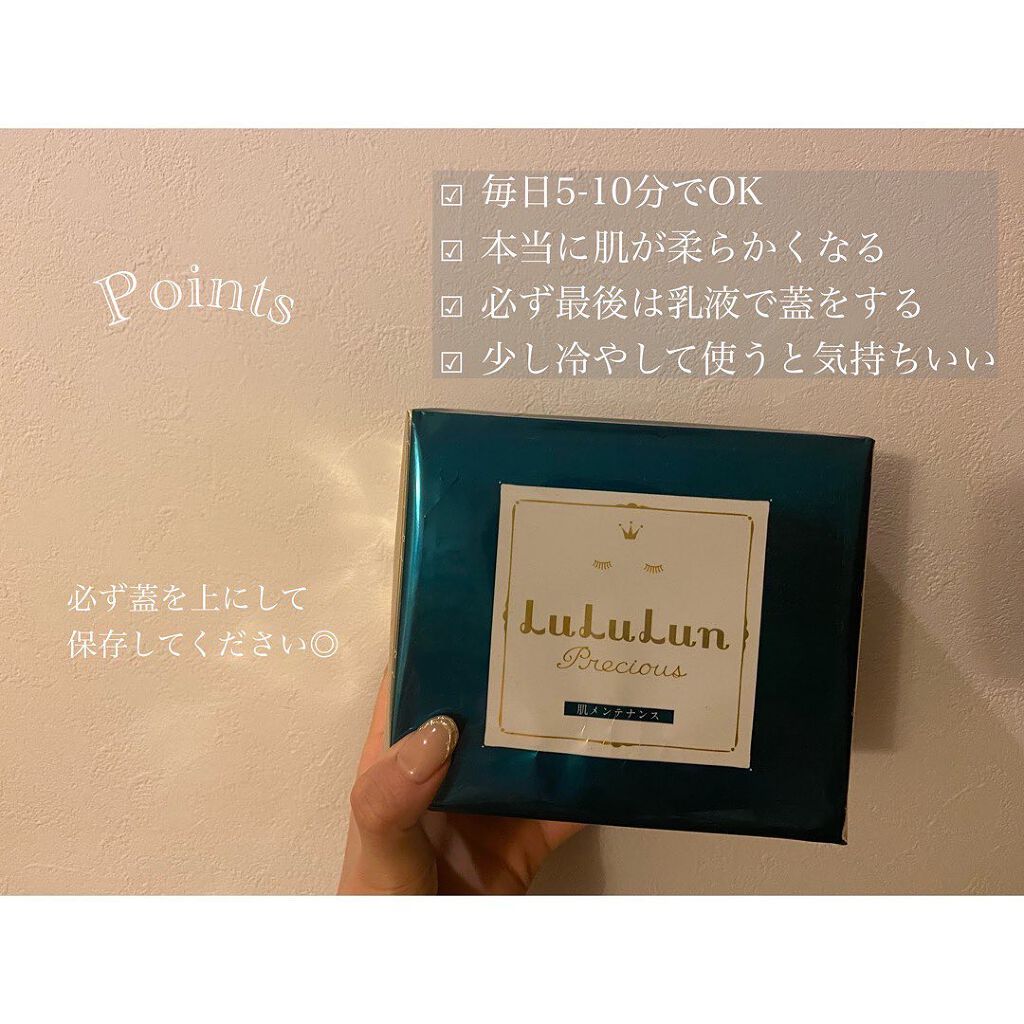 Points
☑ 毎日5-10分でOK
☑ 本当に肌が柔らかくなる
☑ 必ず最後は乳液で蓋をする
☑ 少し冷やして使うと気持ちいい
必ず蓋を上にして
保存してください◎
LuLuLun
Precious
肌メンテナンス